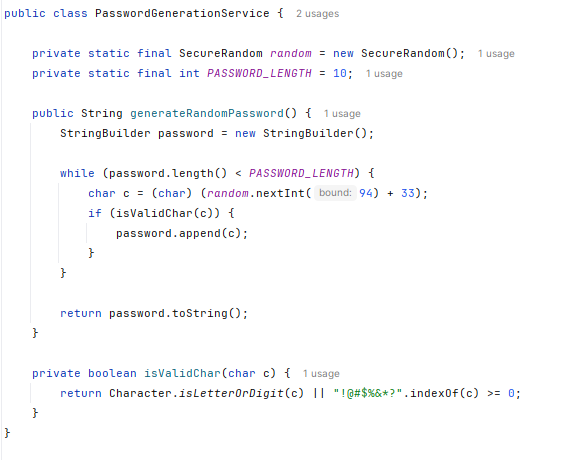 public class PasswordGenerationService {  2 usages
    private static final SecureRandom random = new SecureRandom();  1 usage
    private static final int PASSWORD_LENGTH = 10;  1 usage
    public String generateRandomPassword() {  1 usage
        StringBuilder password = new StringBuilder();
        while (password.length() < PASSWORD_LENGTH) {
            char c = (char) (random.nextInt( bound: 94) + 33);
            if (isValidChar(c)) {
                password.append(c);
            }
        }
        return password.toString();
    }
    private boolean isValidChar(char c) {  1 usage
        return Character.isLetterOrDigit(c) || "!@#$%&*?".indexOf(c) >= 0;
    }
}